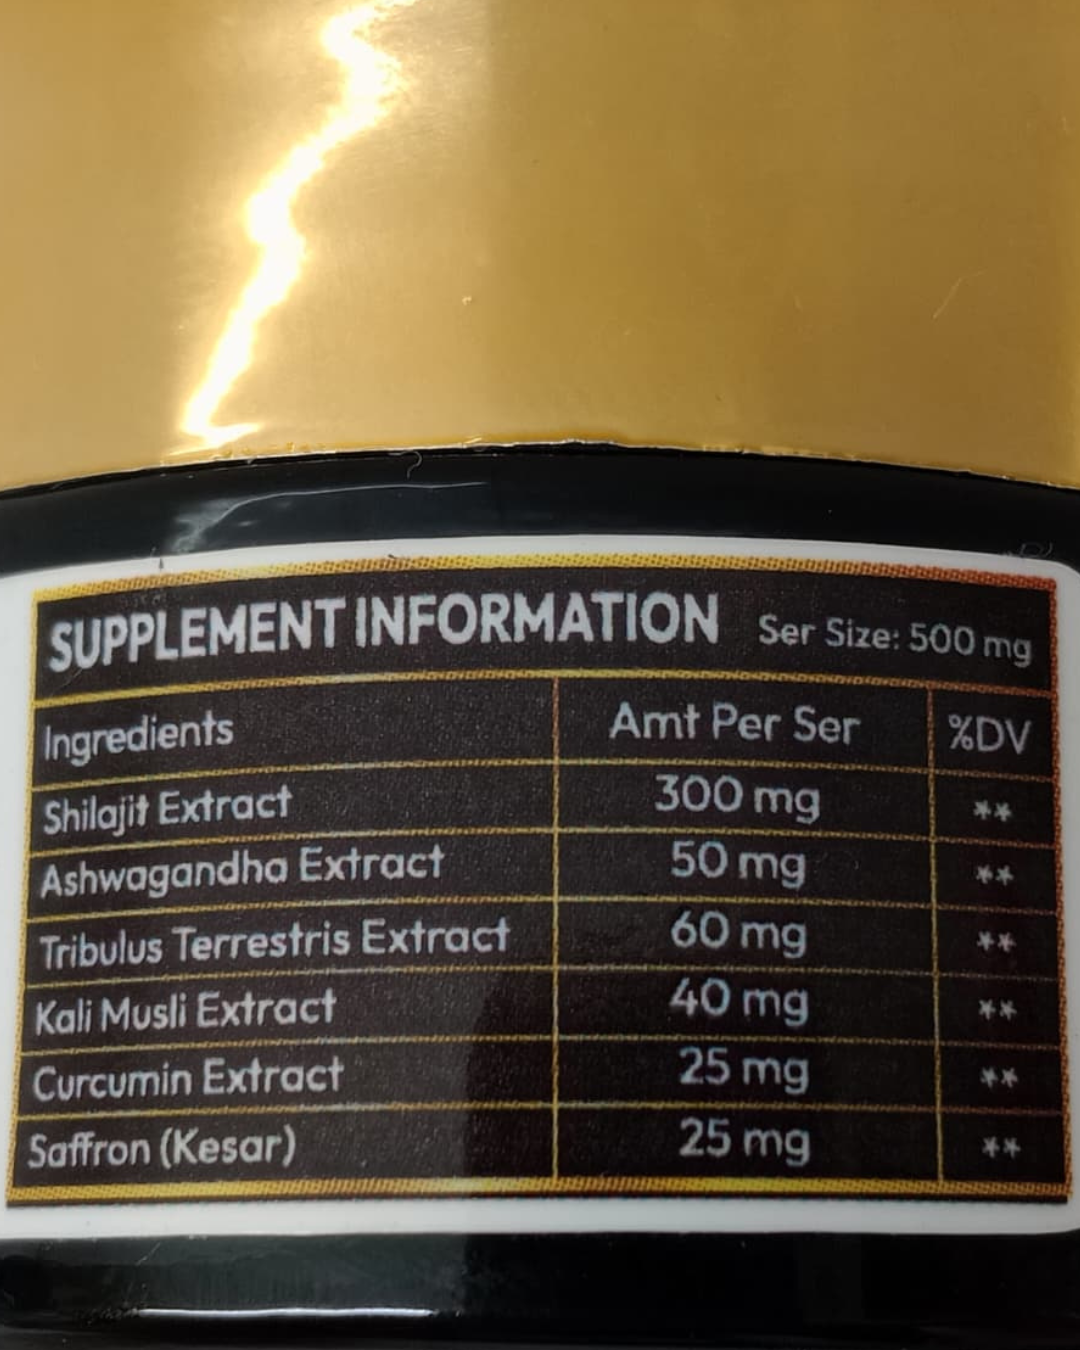 SUPPLEMENT INFORMATION Ser Size: 500 mg
Ingredients Amt Per Ser %DV
Shilajit Extract 300 mg **
Ashwagandha Extract 50 mg **
Tribulus Terrestris Extract 60 mg **
Kali Musli Extract 40 mg **
Curcumin Extract 25 mg **
Saffron (Kesar) 25 mg **